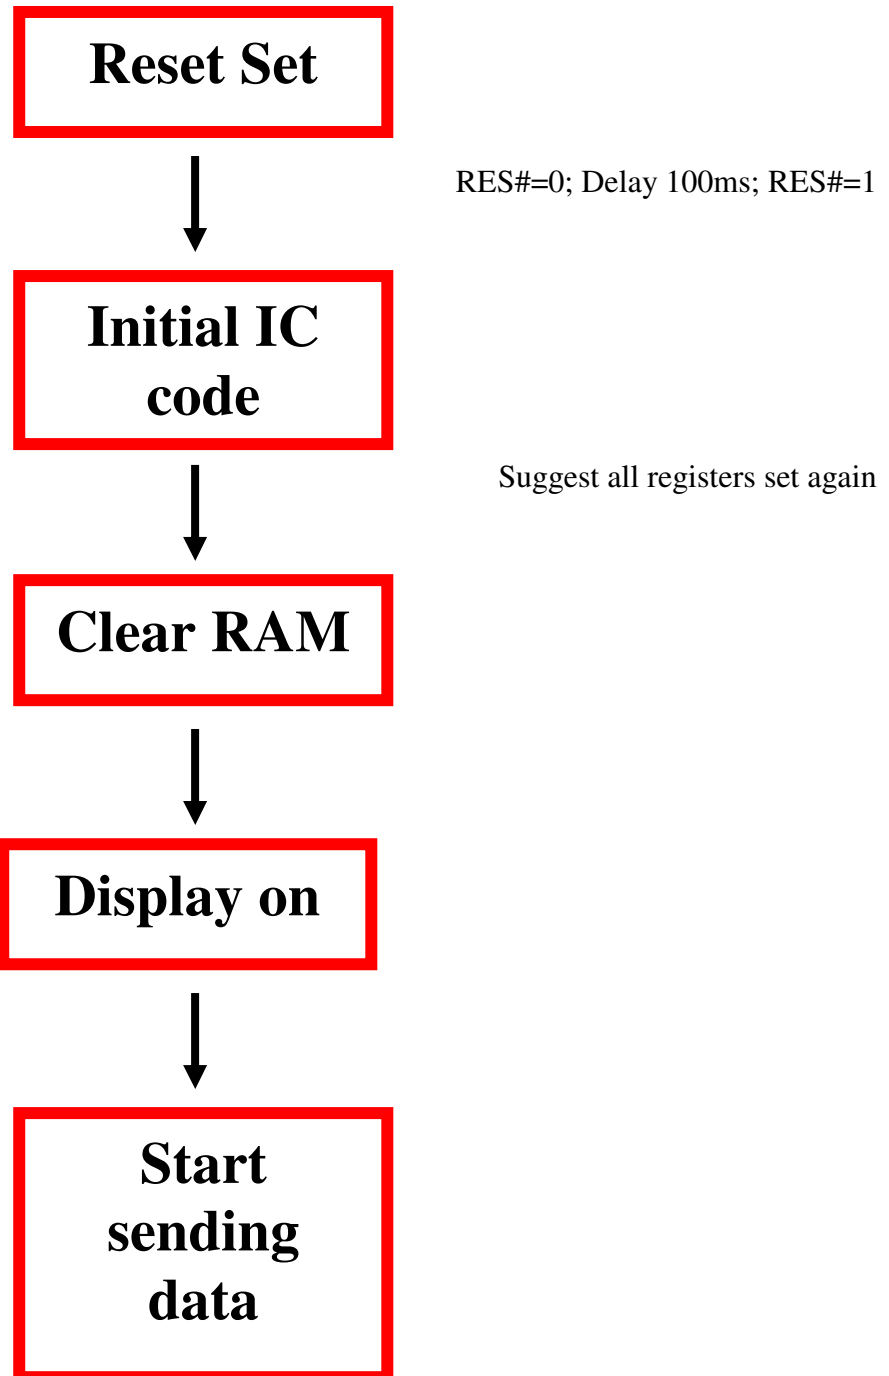 Reset Set
RES#=0; Delay 100ms; RES#=1
Initial IC
code
Suggest all registers set again
Clear RAM
Display on
Start
sending
data